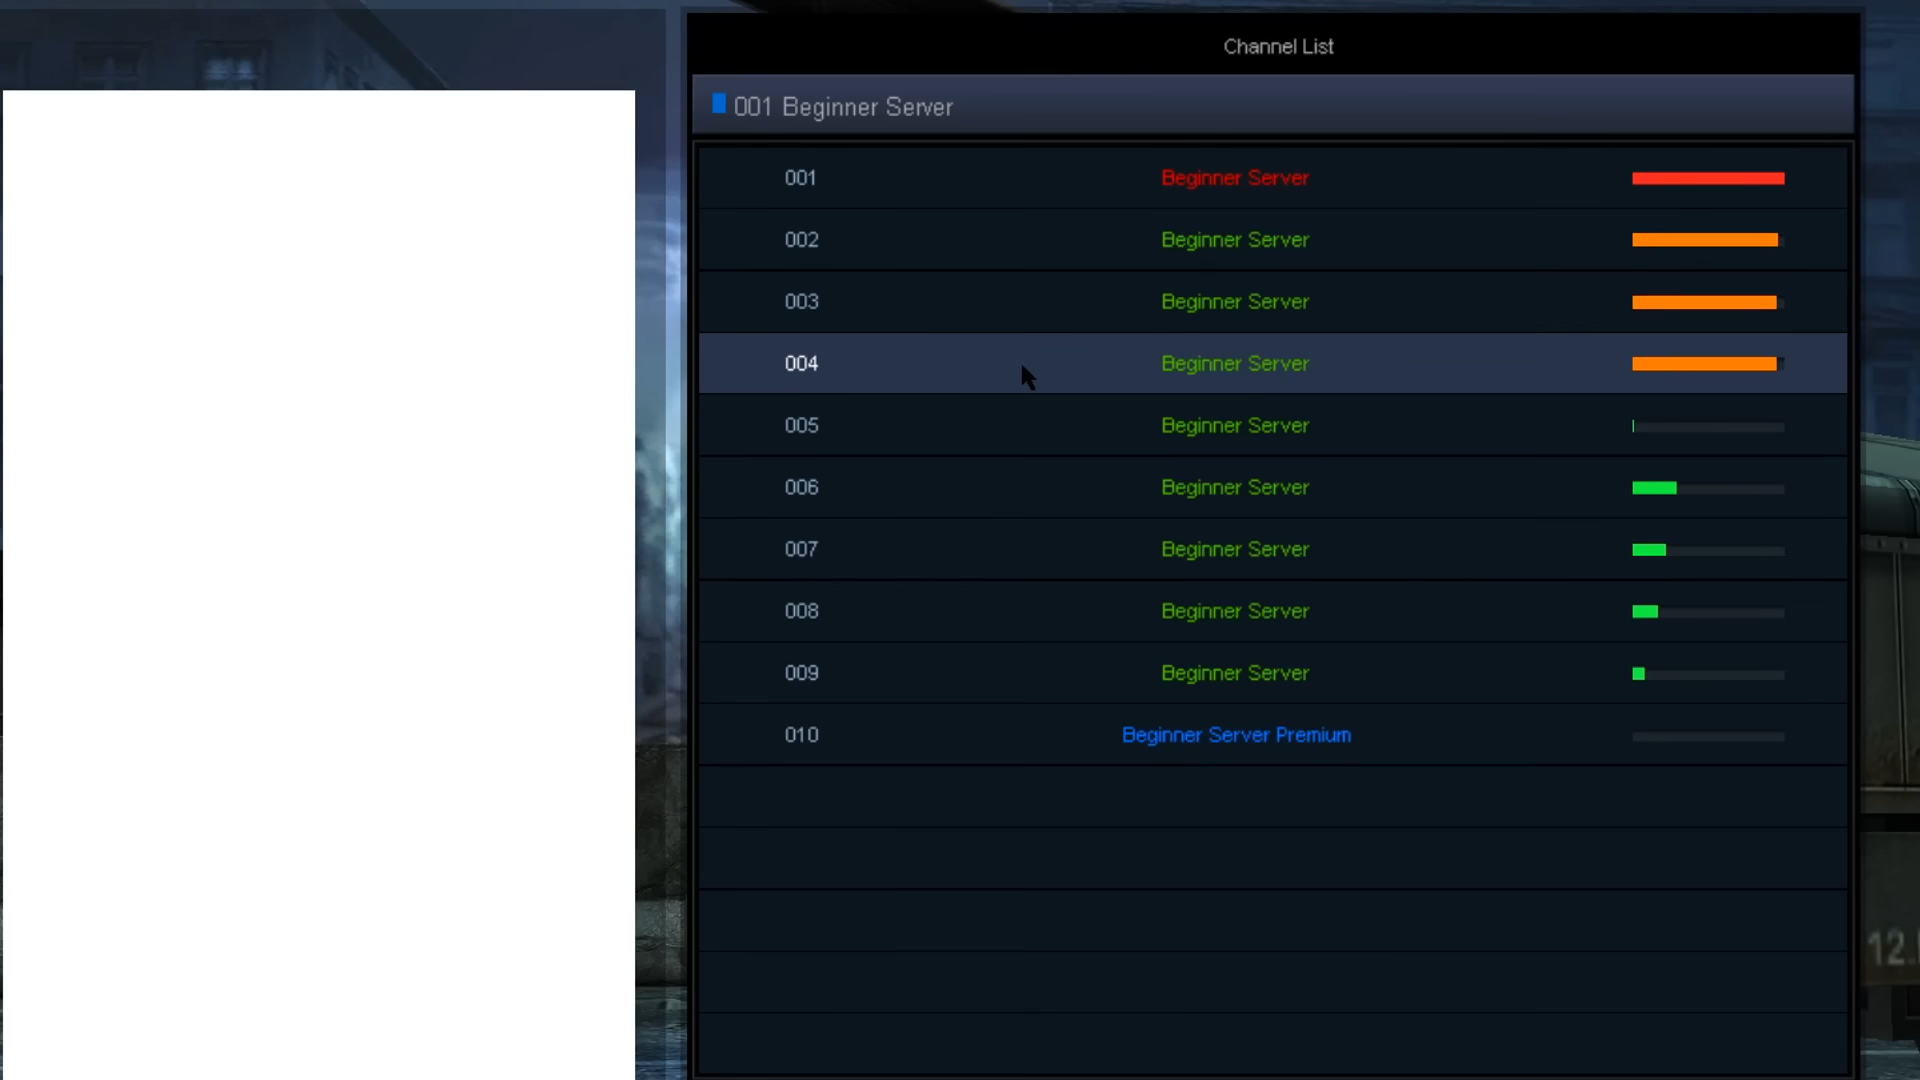 Channel List
001 Beginner Server
001 Beginner Server
002 Beginner Server
003 Beginner Server
004 Beginner Server
005 Beginner Server
006 Beginner Server
007 Beginner Server
008 Beginner Server
009 Beginner Server
010 Beginner Server Premium
12.